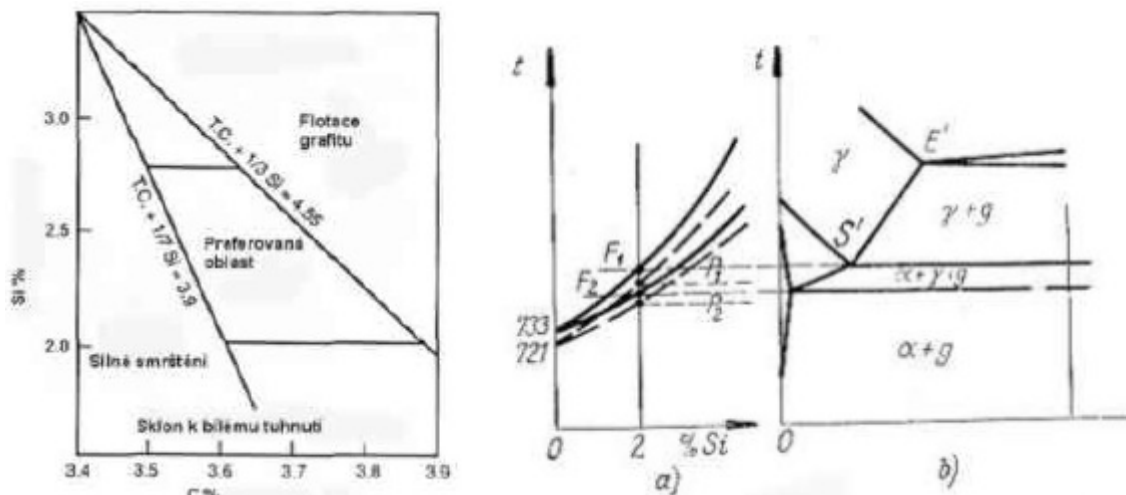 3.0
2.5
2.0
Si %
3.4
3.5
3.6
3.7
3.8
3.9
C %
Flotace
grafitu
T.C. + 1/3 Si = 4.55
T.C. + 1/7 Si = 3.9
Preferovaná
oblast
Silné smrštění
Sklon k bílému tuhnutí
t
F1
F2
P1
P2
733
721
0
2
% Si
a)
t
γ
E'
S'
γ+g
α+γ+g
α+g
0
b)